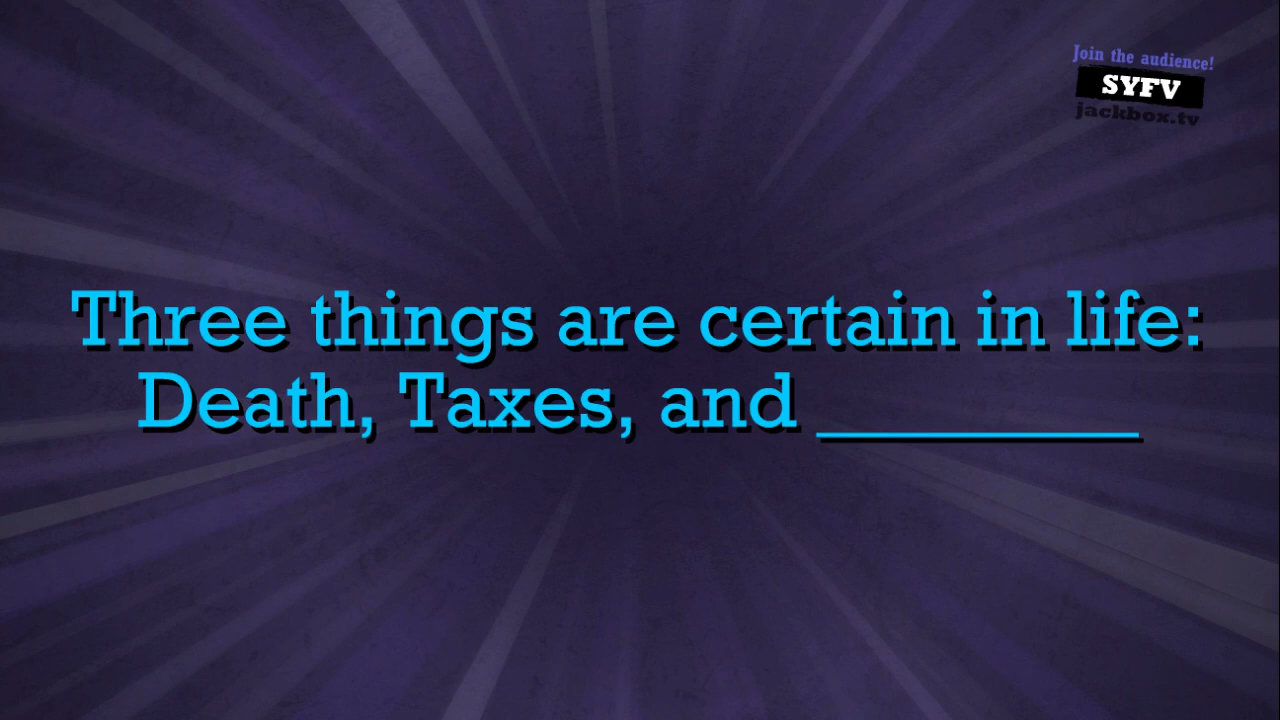 Join the audience!
SYFV
jackbox.tv
Three things are certain in life:
Death, Taxes, and ________